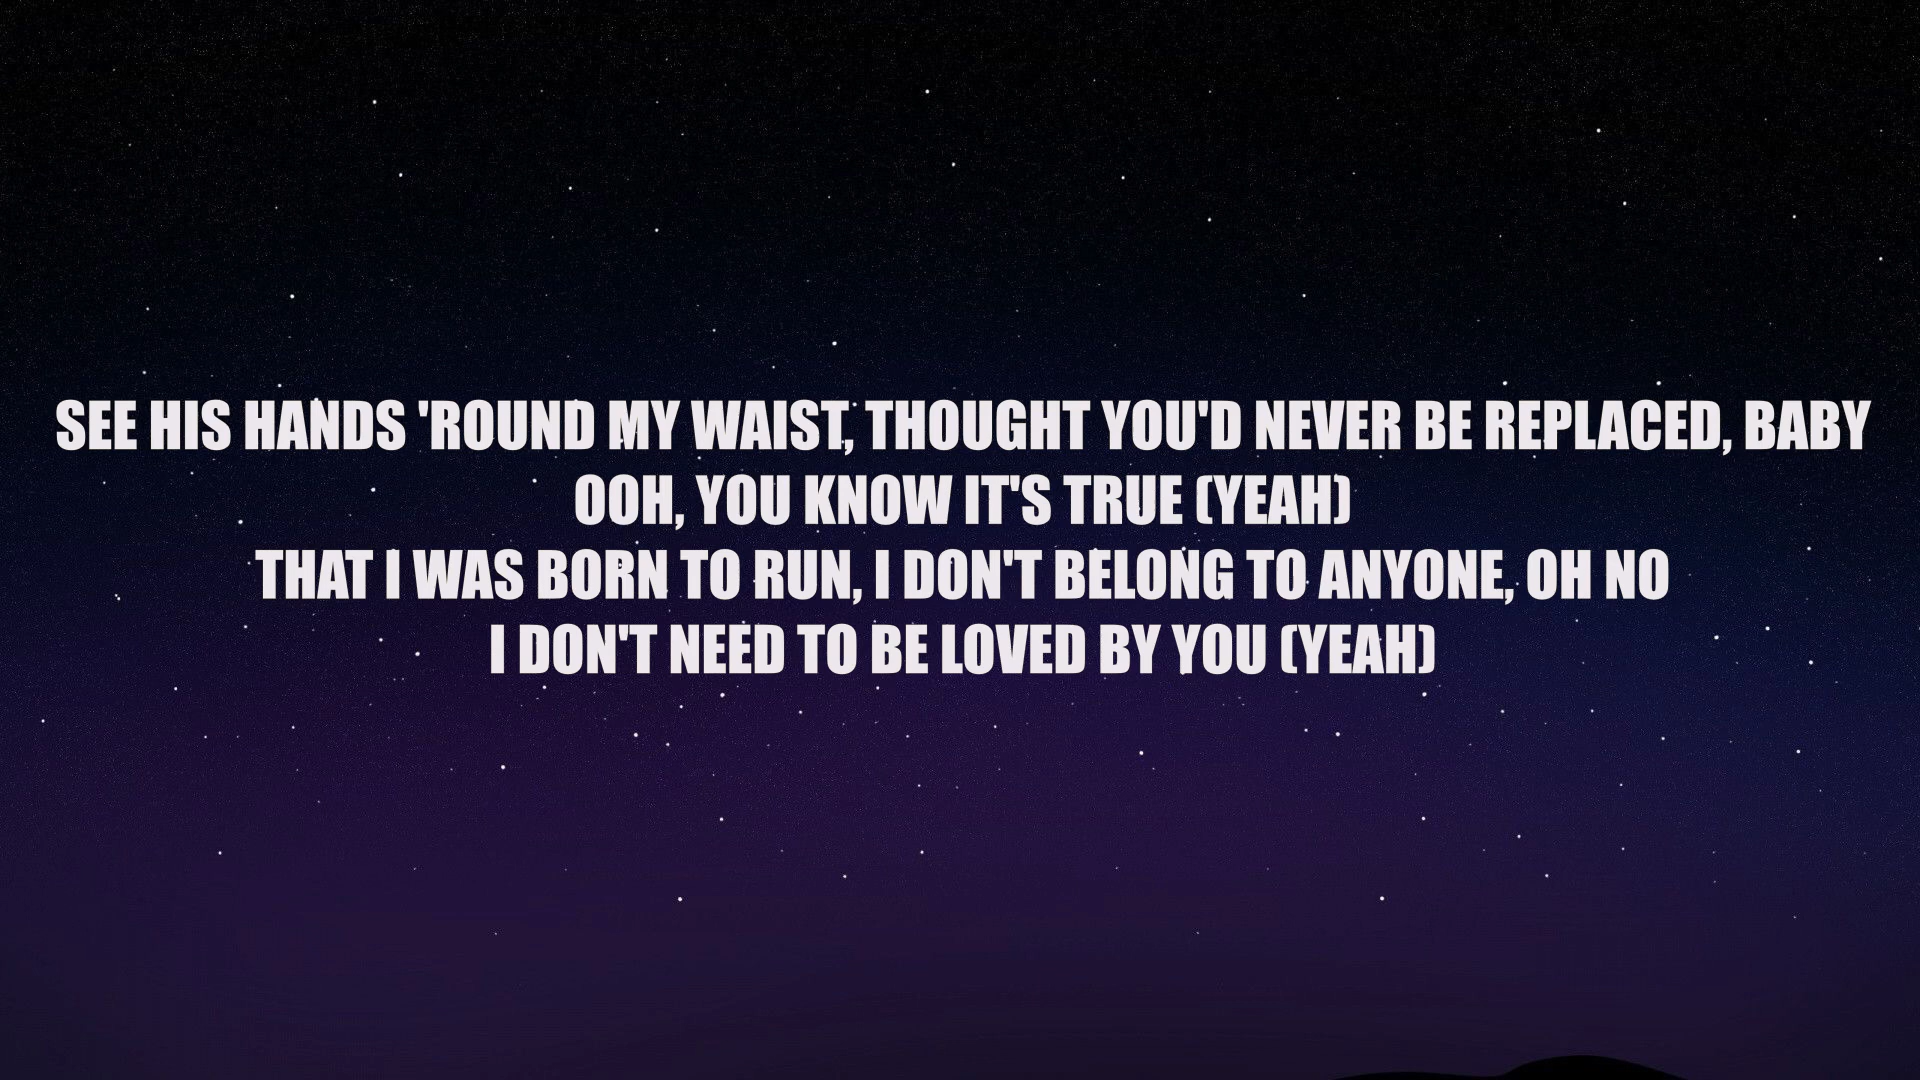 SEE HIS HANDS 'ROUND MY WAIST, THOUGHT YOU'D NEVER BE REPLACED, BABY
OOH, YOU KNOW IT'S TRUE (YEAH)
THAT I WAS BORN TO RUN, I DON'T BELONG TO ANYONE, OH NO
I DON'T NEED TO BE LOVED BY YOU (YEAH)